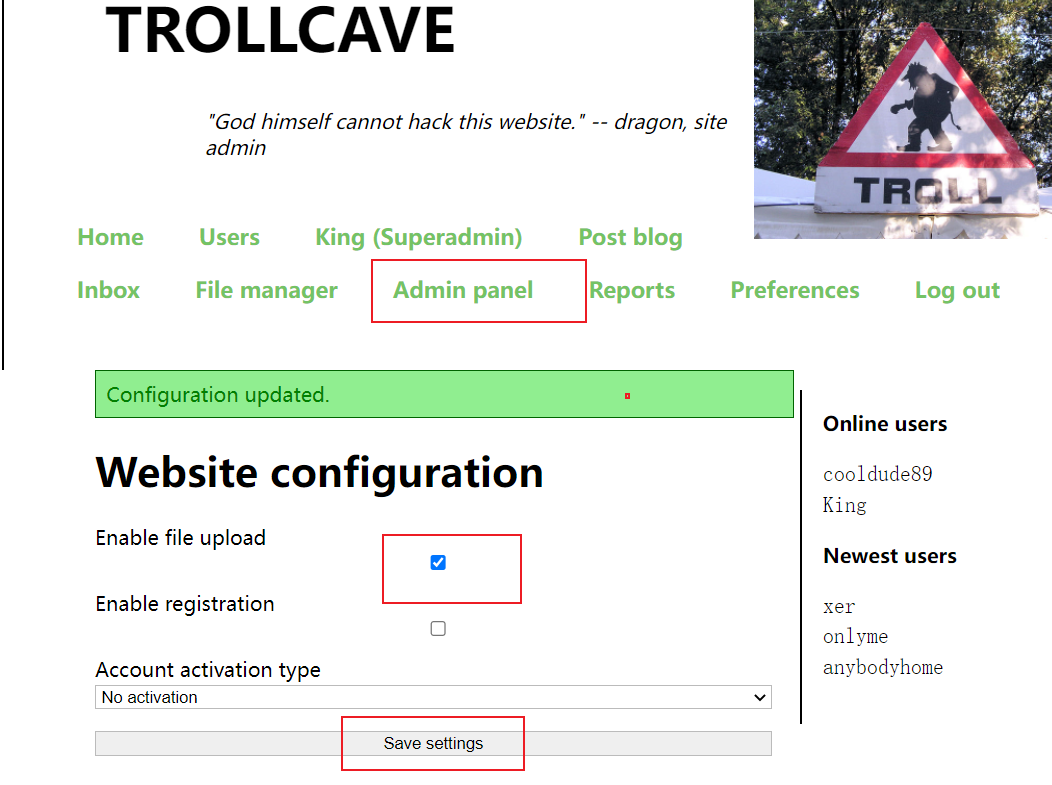 TROLLCAVE
"God himself cannot hack this website." -- dragon, site
admin
TROLL
Home Users King (Superadmin) Post blog
Inbox File manager Admin panel Reports Preferences Log out
Configuration updated.
Website configuration
Enable file upload
Enable registration
Account activation type
No activation
Save settings
Online users
cooldude89
King
Newest users
xer
onlyme
anybodyhome